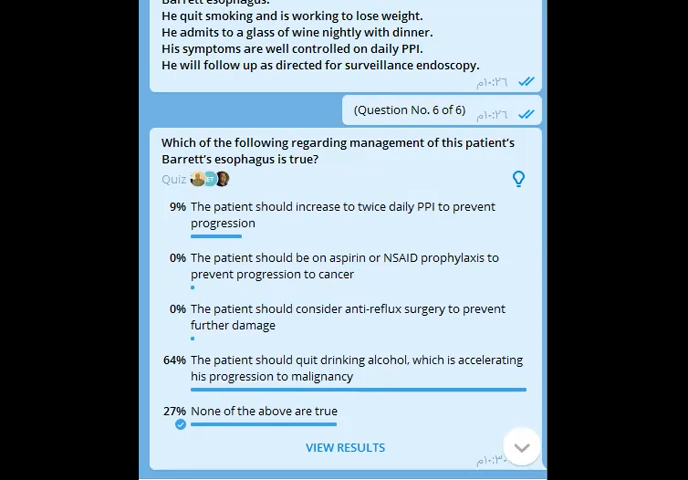 Barrett esophagus.
He quit smoking and is working to lose weight.
He admits to a glass of wine nightly with dinner.
His symptoms are well controlled on daily PPI.
He will follow up as directed for surveillance endoscopy.
١٠:٢٦م
(Question No. 6 of 6)
١٠:٢٦م
Which of the following regarding management of this patient's
Barrett's esophagus is true?
Quiz
9% The patient should increase to twice daily PPI to prevent
progression
0% The patient should be on aspirin or NSAID prophylaxis to
prevent progression to cancer
0% The patient should consider anti-reflux surgery to prevent
further damage
64% The patient should quit drinking alcohol, which is accelerating
his progression to malignancy
27% None of the above are true
VIEW RESULTS